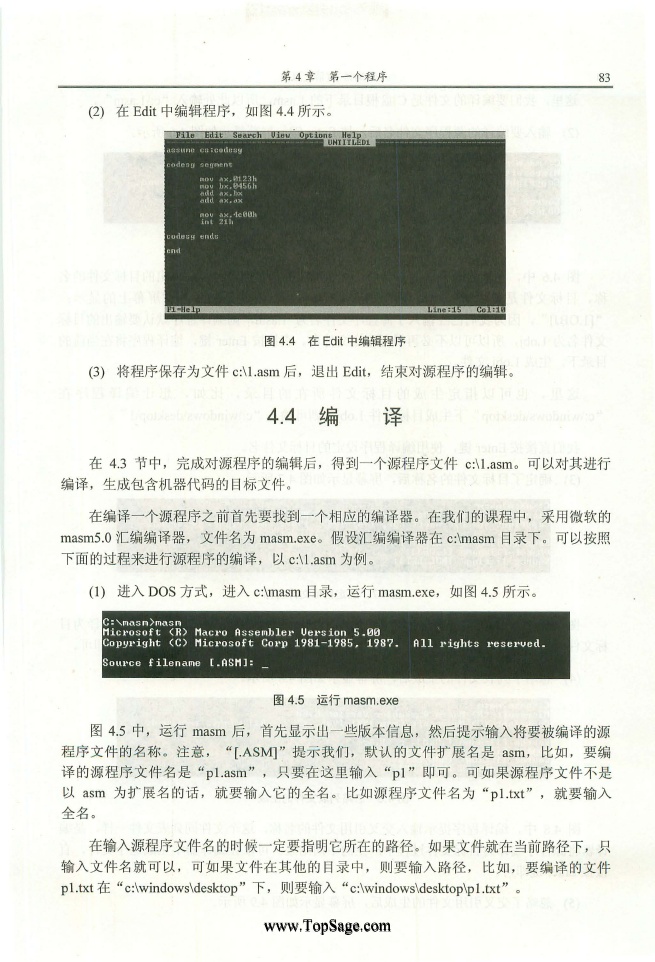 第 4 章　第一个程序　83
(2) 在 Edit 中编辑程序，如图 4.4 所示。
File Edit Search View Options Help
UNTITLED1
assume cs:codesg
codesg segment
mov ax,0123h
mov bx,0456h
add ax,bx
add ax,ax
mov ax,4c00h
int 21h
codesg ends
end
F1=Help Line:15 Col:10
图 4.4　在 Edit 中编辑程序
(3) 将程序保存为文件 c:\1.asm 后，退出 Edit，结束对源程序的编辑。
4.4 编　译
在 4.3 节中，完成对源程序的编辑后，得到一个源程序文件 c:\1.asm。可以对其进行
编译，生成包含机器代码的目标文件。
在编译一个源程序之前首先要找到一个相应的编译器。在我们的课程中，采用微软的
masm5.0 汇编编译器，文件名为 masm.exe。假设汇编编译器在 c:\masm 目录下。可以按照
下面的过程来进行源程序的编译，以 c:\1.asm 为例。
(1) 进入 DOS 方式，进入 c:\masm 目录，运行 masm.exe，如图 4.5 所示。
C:\masm>masm
Microsoft (R) Macro Assembler Version 5.00
Copyright (C) Microsoft Corp 1981-1985, 1987. All rights reserved.
Source filename [.ASM]: _
图 4.5　运行 masm.exe
图 4.5 中，运行 masm 后，首先显示出一些版本信息，然后提示输入将要被编译的源
程序文件的名称。注意，“[.ASM]”提示我们，默认的文件扩展名是 asm，比如，要编
译的源程序文件名是“p1.asm”，只要在这里输入“p1”即可。可如果源程序文件不是
以 asm 为扩展名的话，就要输入它的全名。比如源程序文件名为“p1.txt”，就要输入
全名。
在输入源程序文件名的时候一定要指明它所在的路径。如果文件就在当前路径下，只
输入文件名就可以，可如果文件在其他的目录中，则要输入路径，比如，要编译的文件
p1.txt 在“c:\windows\desktop”下，则要输入“c:\windows\desktop\p1.txt”。
www.TopSage.com